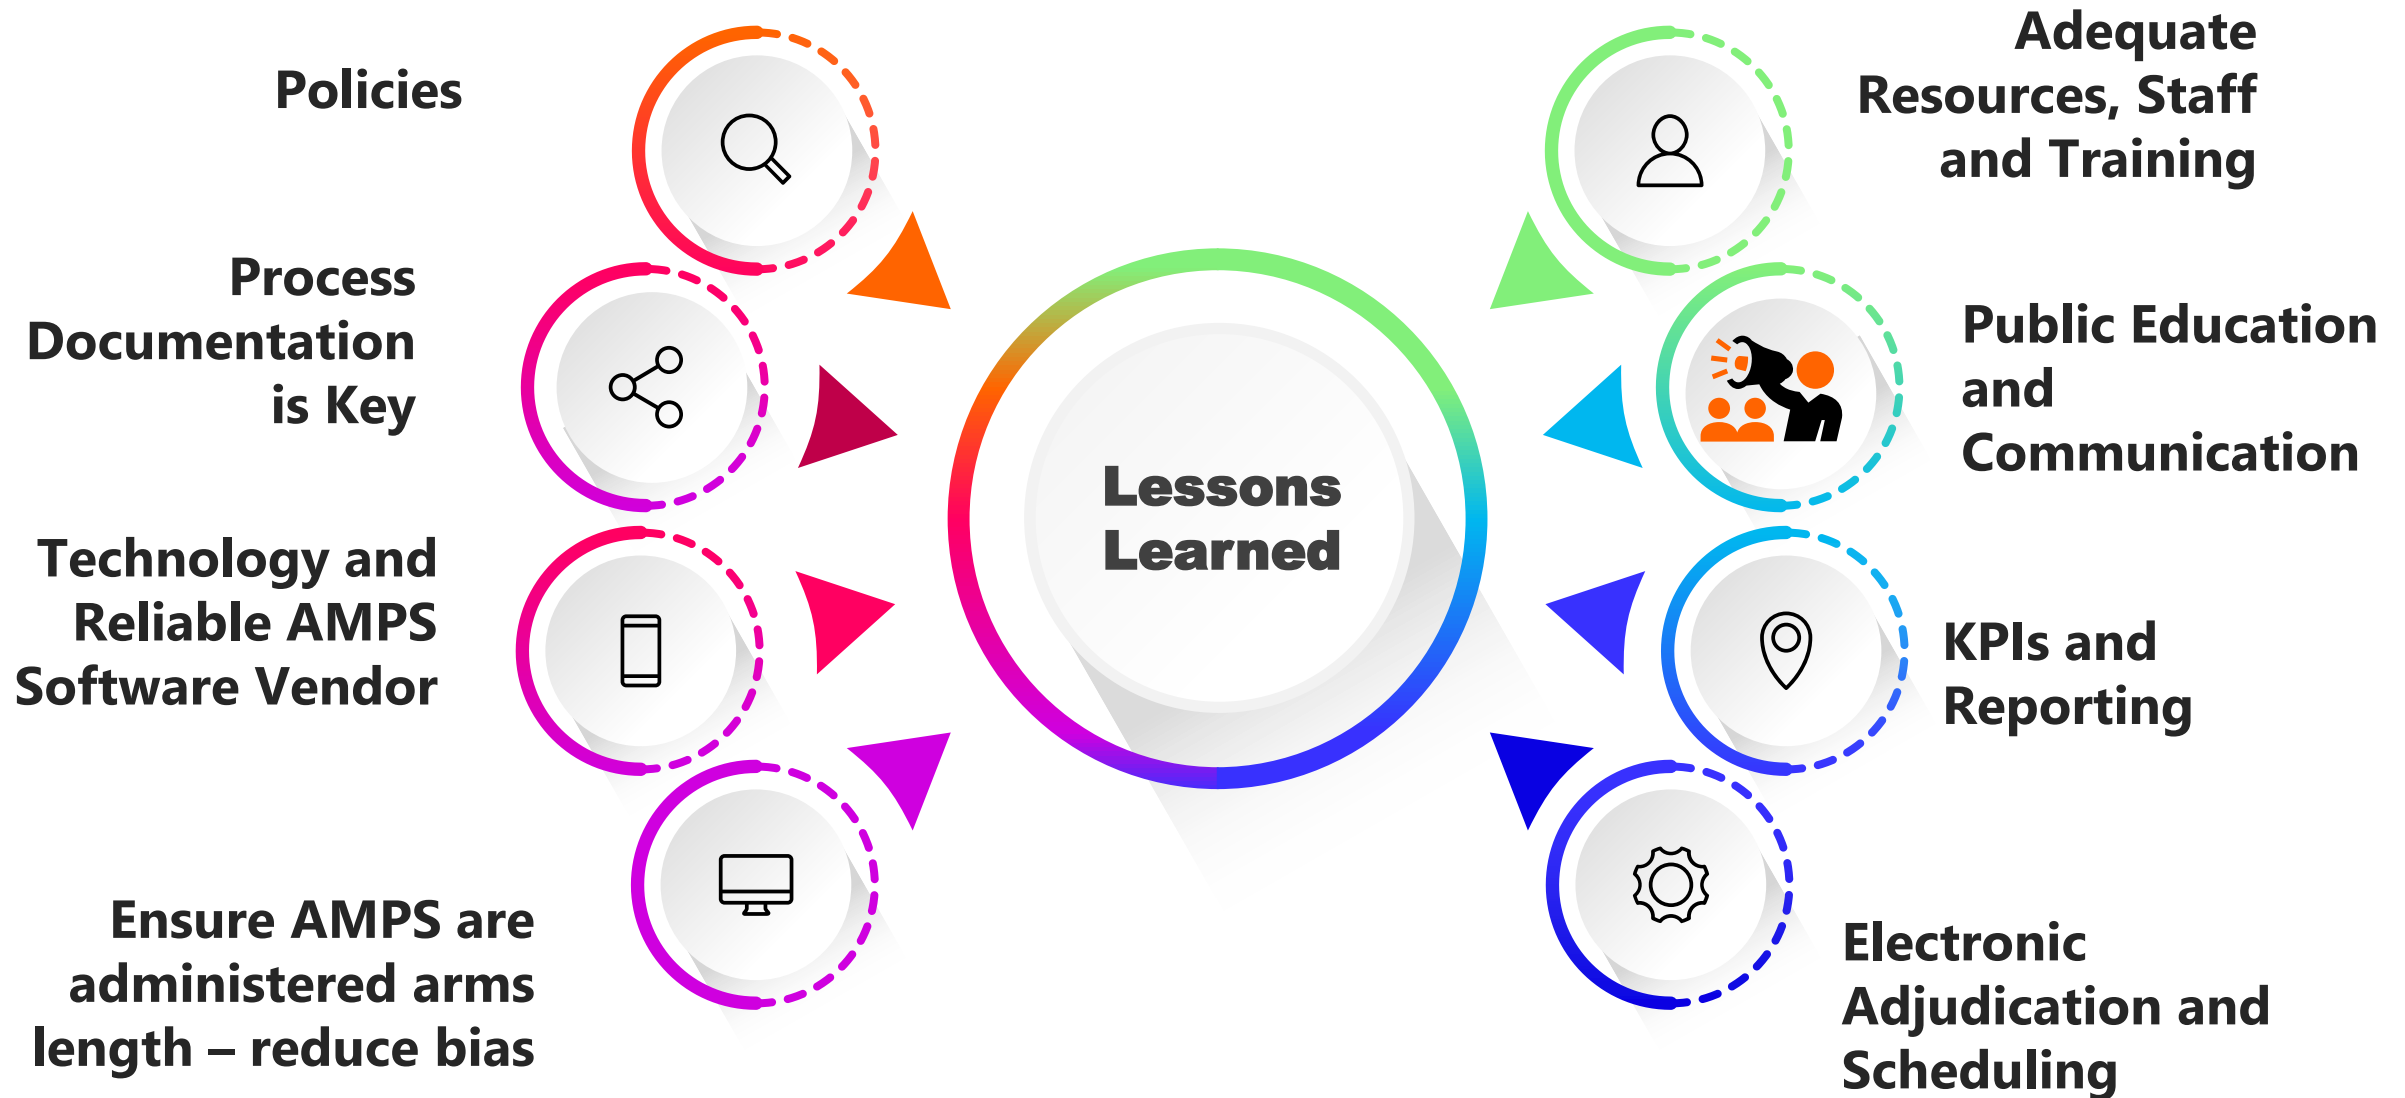 Policies
Process
Documentation
is Key
Technology and
Reliable AMPS
Software Vendor
Ensure AMPS are
administered arms
length – reduce bias
Lessons
Learned
Adequate
Resources, Staff
and Training
Public Education
and
Communication
KPIs and
Reporting
Electronic
Adjudication and
Scheduling